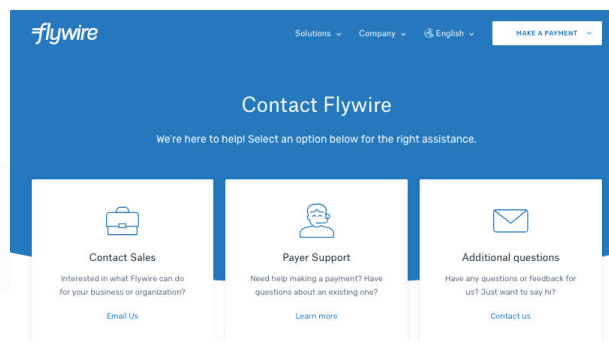 flywire
Solutions
Company
English
MAKE A PAYMENT
Contact Flywire
We're here to help! Select an option below for the right assistance.
Contact Sales
Interested in what Flywire can do
for your business or organization?
Email Us
Payer Support
Need help making a payment? Have
questions about an existing one?
Learn more
Additional questions
Have any questions or feedback for
us? Just want to say hi?
Contact us